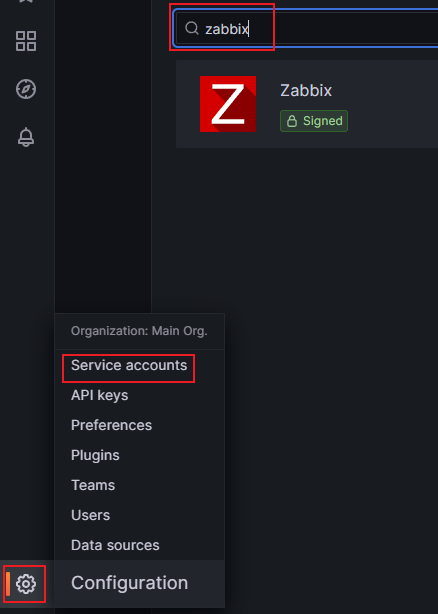 zabbix
Z
Zabbix
Signed
Organization: Main Org.
Service accounts
API keys
Preferences
Plugins
Teams
Users
Data sources
Configuration